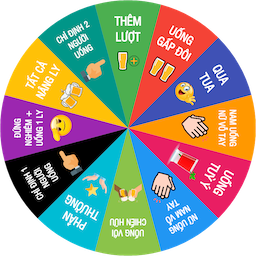 THÊM
LƯỢT
UỐNG
GẤP ĐÔI
QUA
TUA
NAM UỐNG
NỮ VỖ TAY
UỐNG
TUỲ Ý
NỮ UỐNG
NAM VỖ TAY
UỐNG VỚI
CHIẾN HỮU
PHẦN
THƯỞNG
CHỈ ĐỊNH 1
NGƯỜI
UỐNG
ĐỨNG
NGHIÊM +
UỐNG 1 LY
TẤT CẢ
NÂNG LY
CHỈ ĐỊNH 2
NGƯỜI
UỐNG